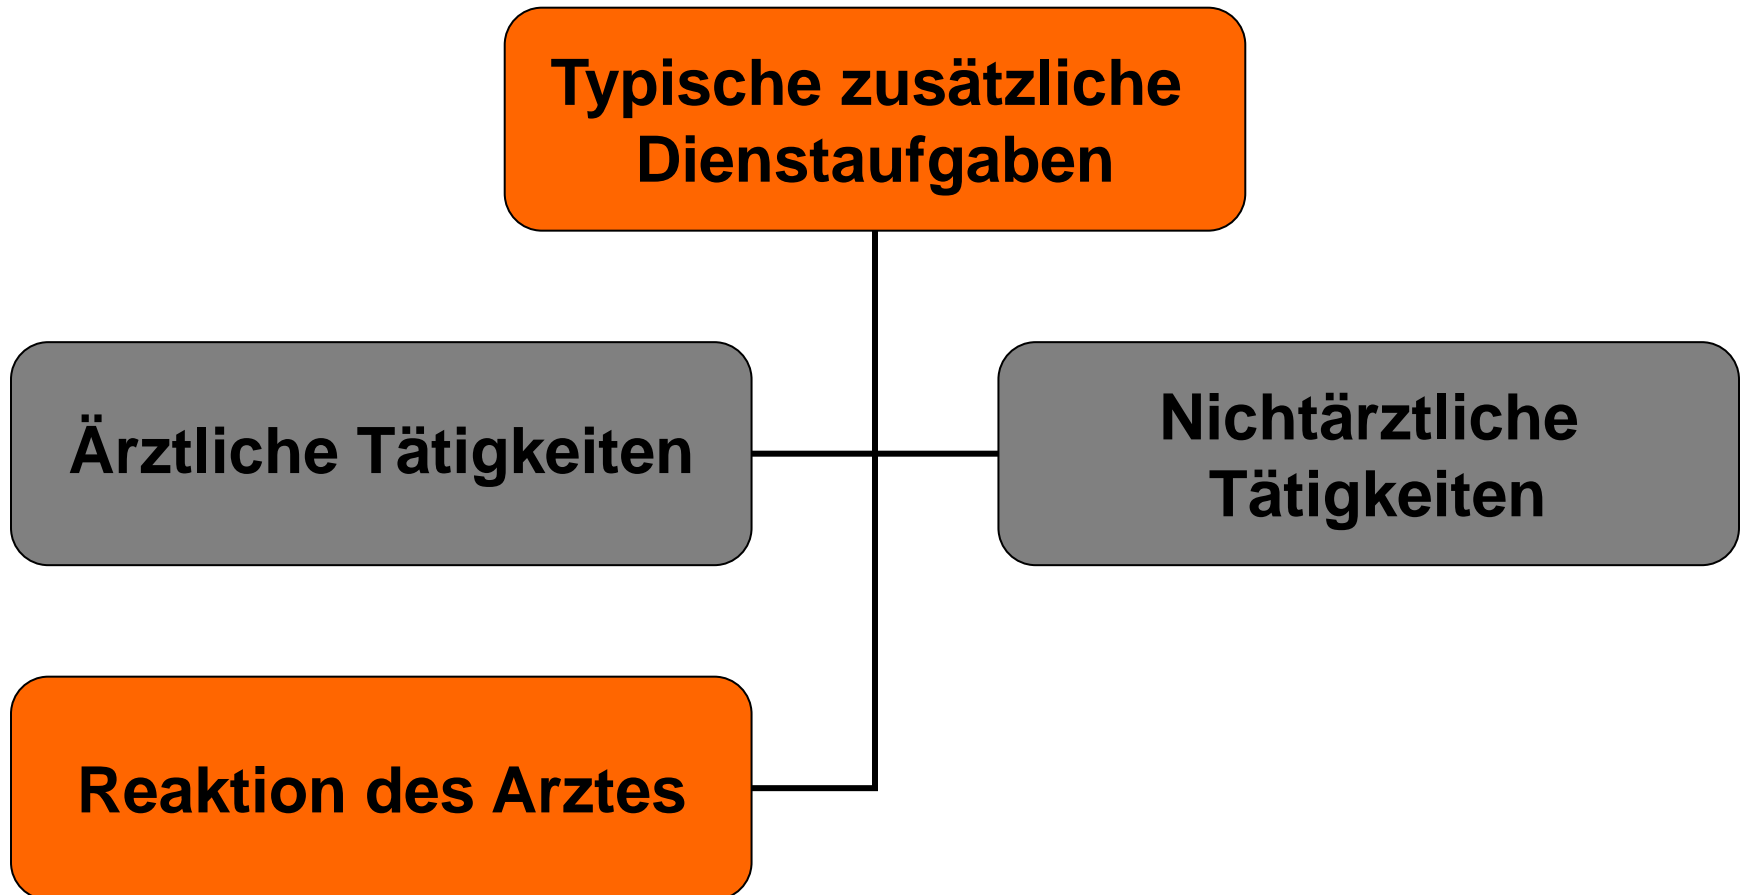 Typische zusätzliche
Dienstaufgaben
Ärztliche Tätigkeiten
Nichtärztliche
Tätigkeiten
Reaktion des Arztes